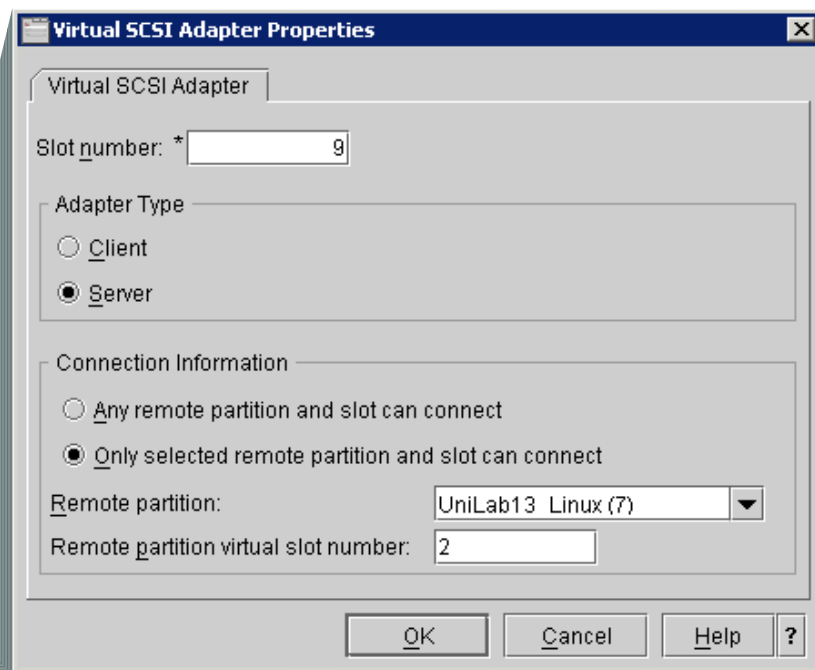 Virtual SCSI Adapter Properties
Virtual SCSI Adapter
Slot number: * 9
Adapter Type
Client
Server
Connection Information
Any remote partition and slot can connect
Only selected remote partition and slot can connect
Remote partition: UniLab13 Linux (7)
Remote partition virtual slot number: 2
OK Cancel Help ?